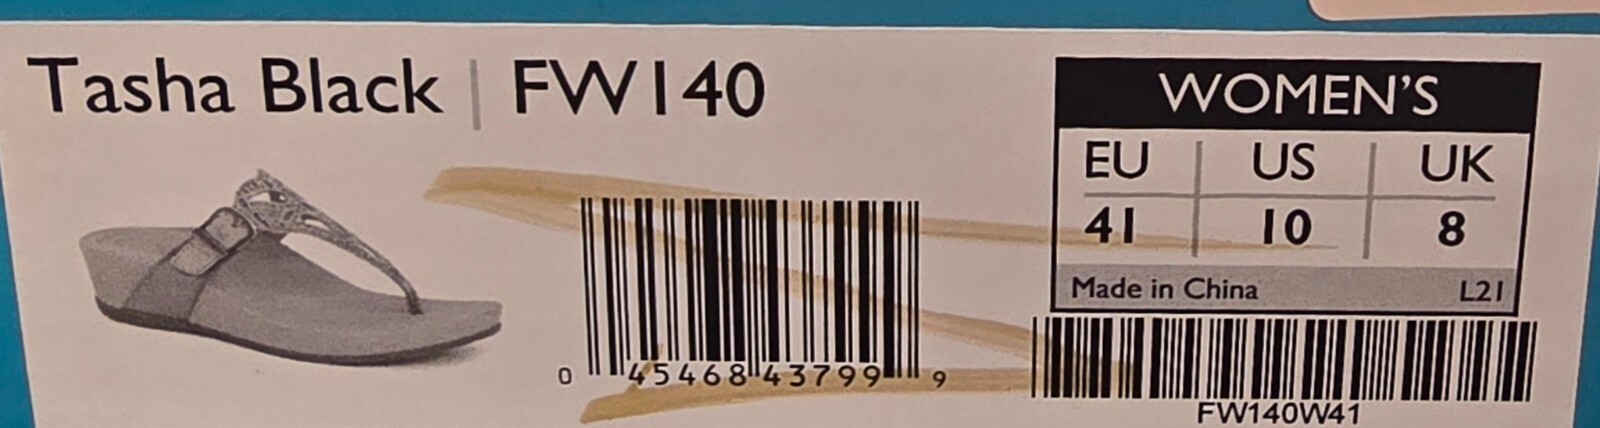 Tasha Black | FW140
WOMEN'S
EU | US | UK
41 | 10 | 8
Made in China L21
0 45468 43799 9
FW140W41